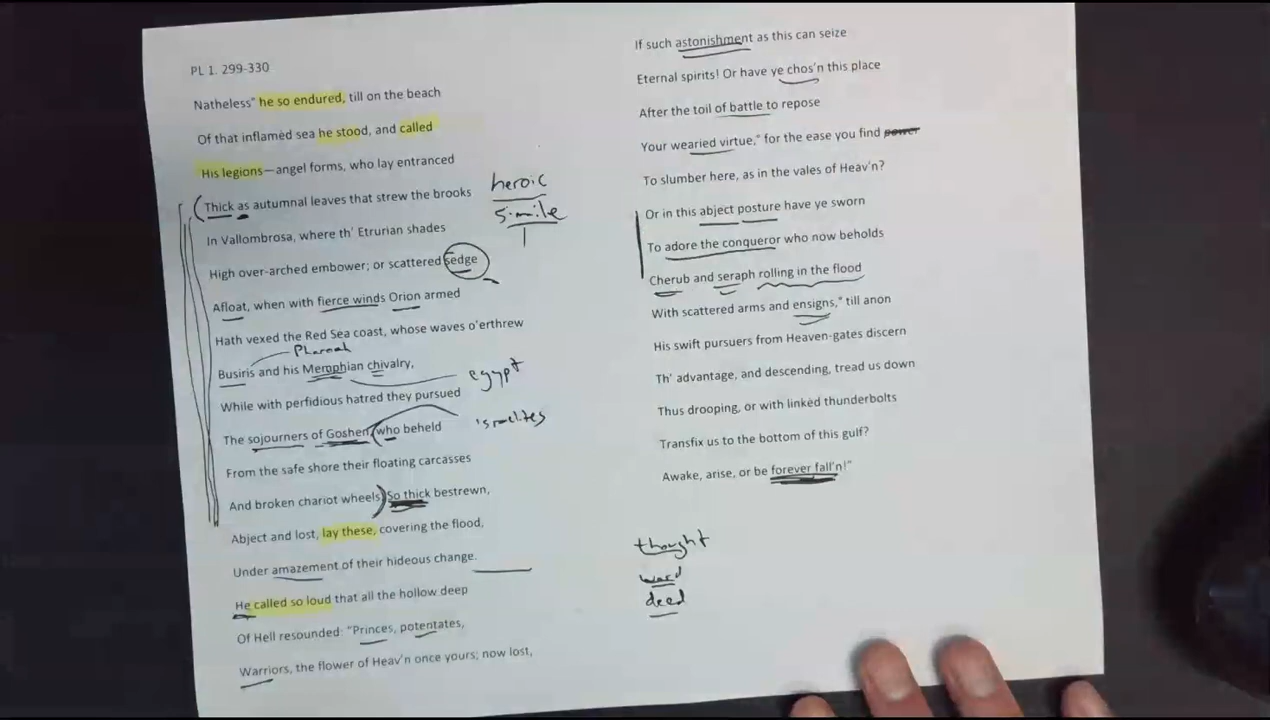 PL 1. 299-330
Natheless" he so endured, till on the beach
Of that inflamèd sea he stood, and called
His legions—angel forms, who lay entranced
heroic
Thick as autumnal leaves that strew the brooks
simile
In Vallombrosa, where th' Etrurian shades
High over-arched embower; or scattered sedge
Afloat, when with fierce winds Orion armed
Hath vexed the Red Sea coast, whose waves o'erthrew
Pharoah
Busiris and his Memphian chivalry,
egypt
While with perfidious hatred they pursued
The sojourners of Goshen, who beheld
israelites
From the safe shore their floating carcasses
And broken chariot wheels. So thick bestrewn,
Abject and lost, lay these, covering the flood,
Under amazement of their hideous change.
He called so loud that all the hollow deep
Of Hell resounded: "Princes, potentates,
Warriors, the flower of Heav'n once yours; now lost,
If such astonishment as this can seize
Eternal spirits! Or have ye chos'n this place
After the toil of battle to repose
Your wearied virtue," for the ease you find power
To slumber here, as in the vales of Heav'n?
Or in this abject posture have ye sworn
To adore the conqueror who now beholds
Cherub and seraph rolling in the flood
With scattered arms and ensigns," till anon
His swift pursuers from Heaven-gates discern
Th' advantage, and descending, tread us down
Thus drooping, or with linked thunderbolts
Transfix us to the bottom of this gulf?
Awake, arise, or be forever fall'n!"
thought
word
deed